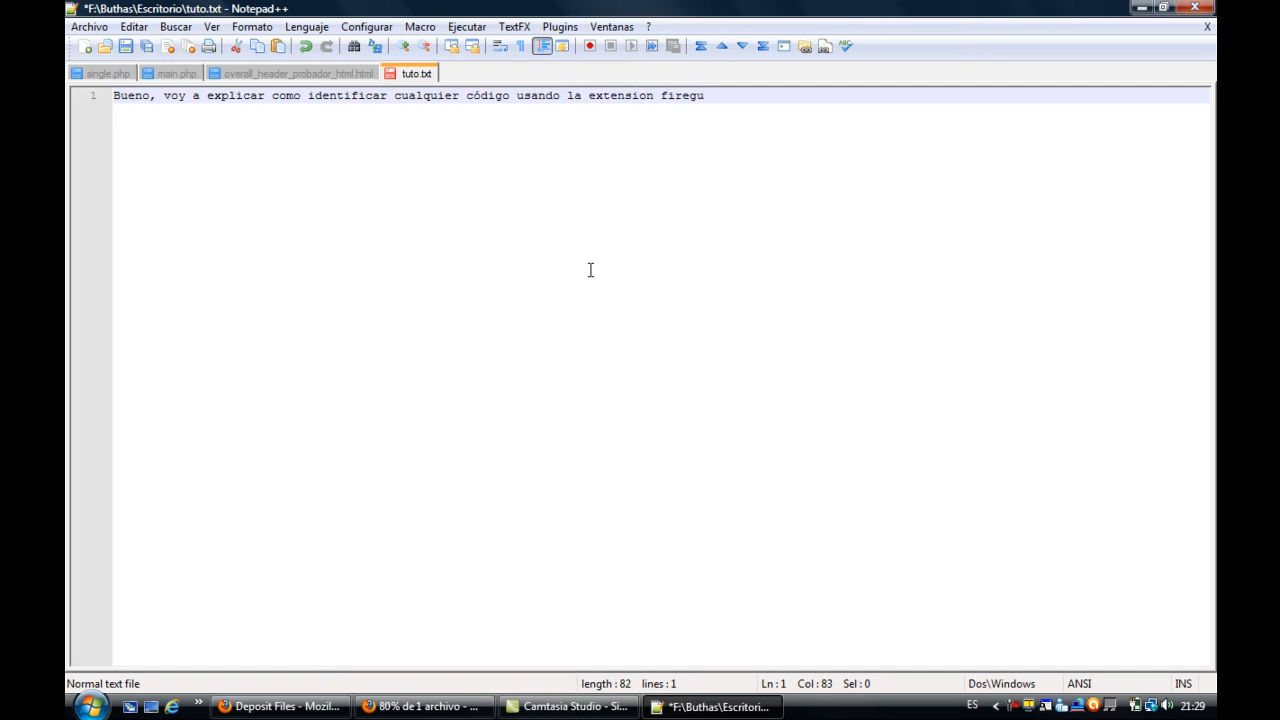 *F:\Buthas\Escritorio\tuto.txt - Notepad++
Archivo Editar Buscar Ver Formato Lenguaje Configurar Macro Ejecutar TextFX Plugins Ventanas ? X
single.php main.php overall_header_probador_html.html tuto.txt
1 Bueno, voy a explicar como identificar cualquier código usando la extension firegu
Normal text file length : 82 lines : 1 Ln : 1 Col : 83 Sel : 0 Dos\Windows ANSI INS
Deposit Files - Mozil... 80% de 1 archivo - ... Camtasia Studio - Si... *F:\Buthas\Escritori... ES 21:29